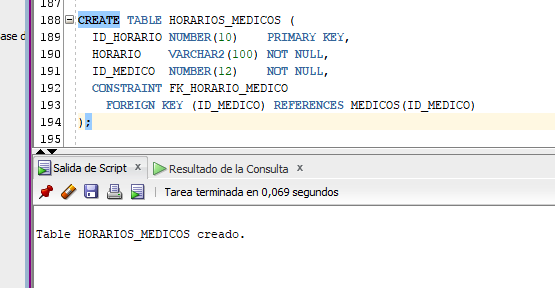 187
ase d
188 CREATE TABLE HORARIOS_MEDICOS (
189 ID_HORARIO NUMBER(10) PRIMARY KEY,
190 HORARIO VARCHAR2(100) NOT NULL,
191 ID_MEDICO NUMBER(12) NOT NULL,
192 CONSTRAINT FK_HORARIO_MEDICO
193 FOREIGN KEY (ID_MEDICO) REFERENCES MEDICOS(ID_MEDICO)
194 );
195
Salida de Script x Resultado de la Consulta x
Tarea terminada en 0,069 segundos
Table HORARIOS_MEDICOS creado.